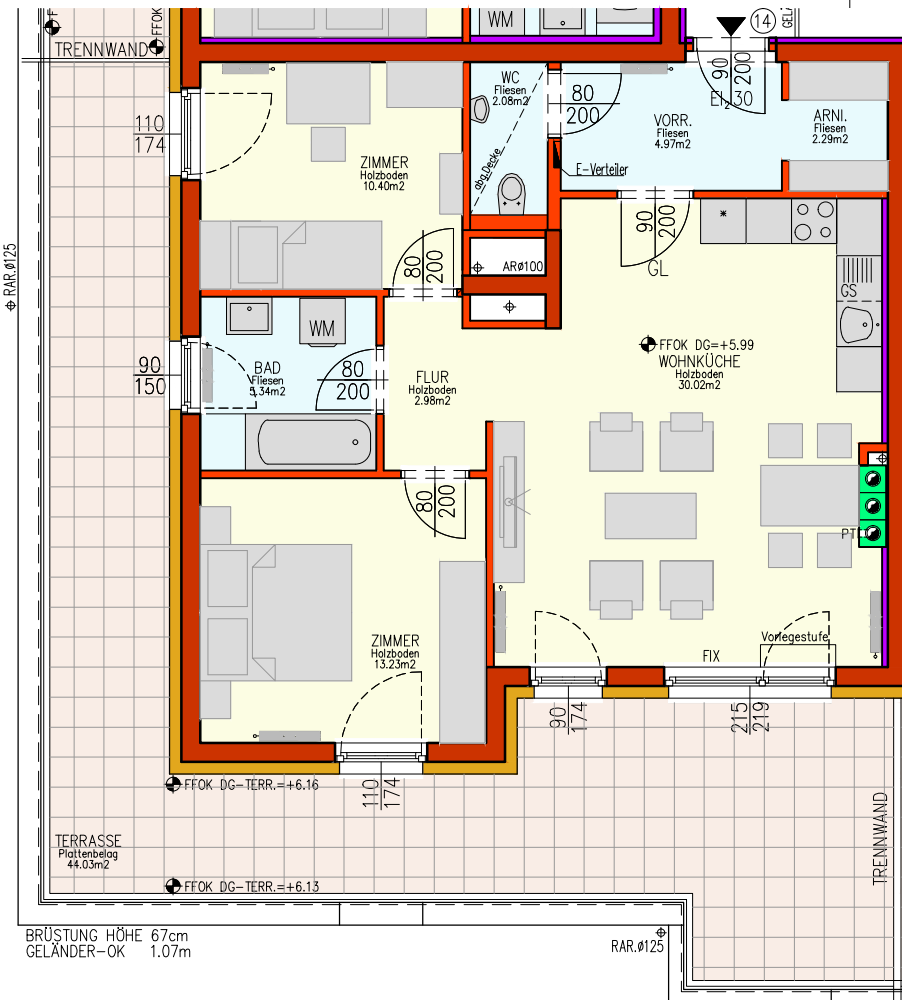 FFOK
FFOK
TRENNWAND
WM
14
GEL
90
200
EI₂30
WC
Fliesen
2.08m2
80
200
VORR.
Fliesen
4.97m2
ARNI.
Fliesen
2.29m2
110
174
ZIMMER
Holzboden
10.40m2
abg.Decke
E-Verteiler
90
200
GL
RAR.ø125
80
200
ARø100
GS
WM
FFOK DG=+5.99
WOHNKÜCHE
Holzboden
30.02m2
90
150
BAD
Fliesen
5.34m2
80
200
FLUR
Holzboden
2.98m2
80
200
ZIMMER
Holzboden
13.23m2
FIX
Vorlegestufe
90
174
215
219
110
174
FFOK DG-TERR.=+6.16
TERRASSE
Plattenbelag
44.03m2
TRENNWAND
FFOK DG-TERR.=+6.13
BRÜSTUNG HÖHE 67cm
GELÄNDER-OK 1.07m
RAR.ø125